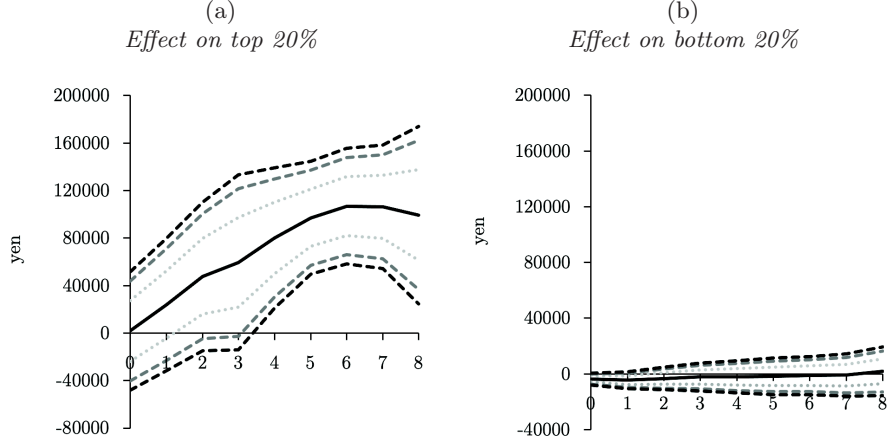 (a)
Effect on top 20%
200000
160000
120000
80000
40000
0
-40000
-80000
yen
0 1 2 3 4 5 6 7 8
(b)
Effect on bottom 20%
200000
160000
120000
80000
40000
0
-40000
yen
0 1 2 3 4 5 6 7 8